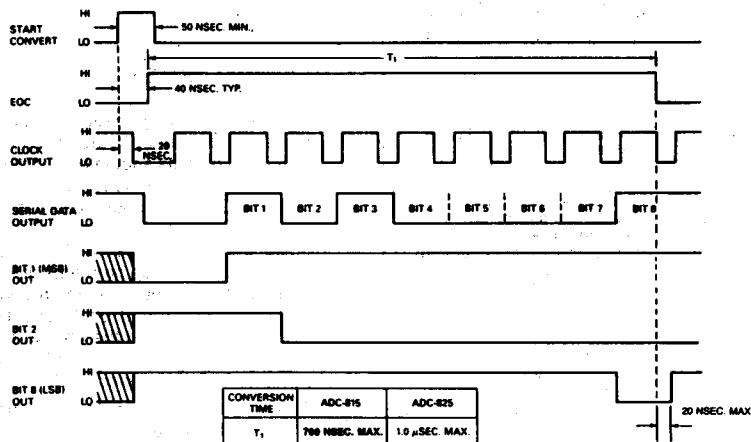 START CONVERT
HI
LO
50 NSEC. MIN.,
T1
EOC
HI
LO
40 NSEC. TYP.
CLOCK OUTPUT
HI
LO
20 NSEC.
SERIAL DATA OUTPUT
HI
LO
BIT 1 BIT 2 BIT 3 BIT 4 BIT 5 BIT 6 BIT 7 BIT 8
BIT 1 (MSB) OUT
HI
LO
BIT 2 OUT
HI
LO
BIT 8 (LSB) OUT
HI
LO
20 NSEC. MAX
CONVERSION TIME ADC-815 ADC-825
T1 700 NSEC. MAX. 1.0 µSEC. MAX.